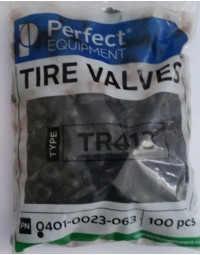 Perfect®
EQUIPMENT
TIRE VALVES
TYPE
TR413
PN 0401-0023-063 / 100 pcs